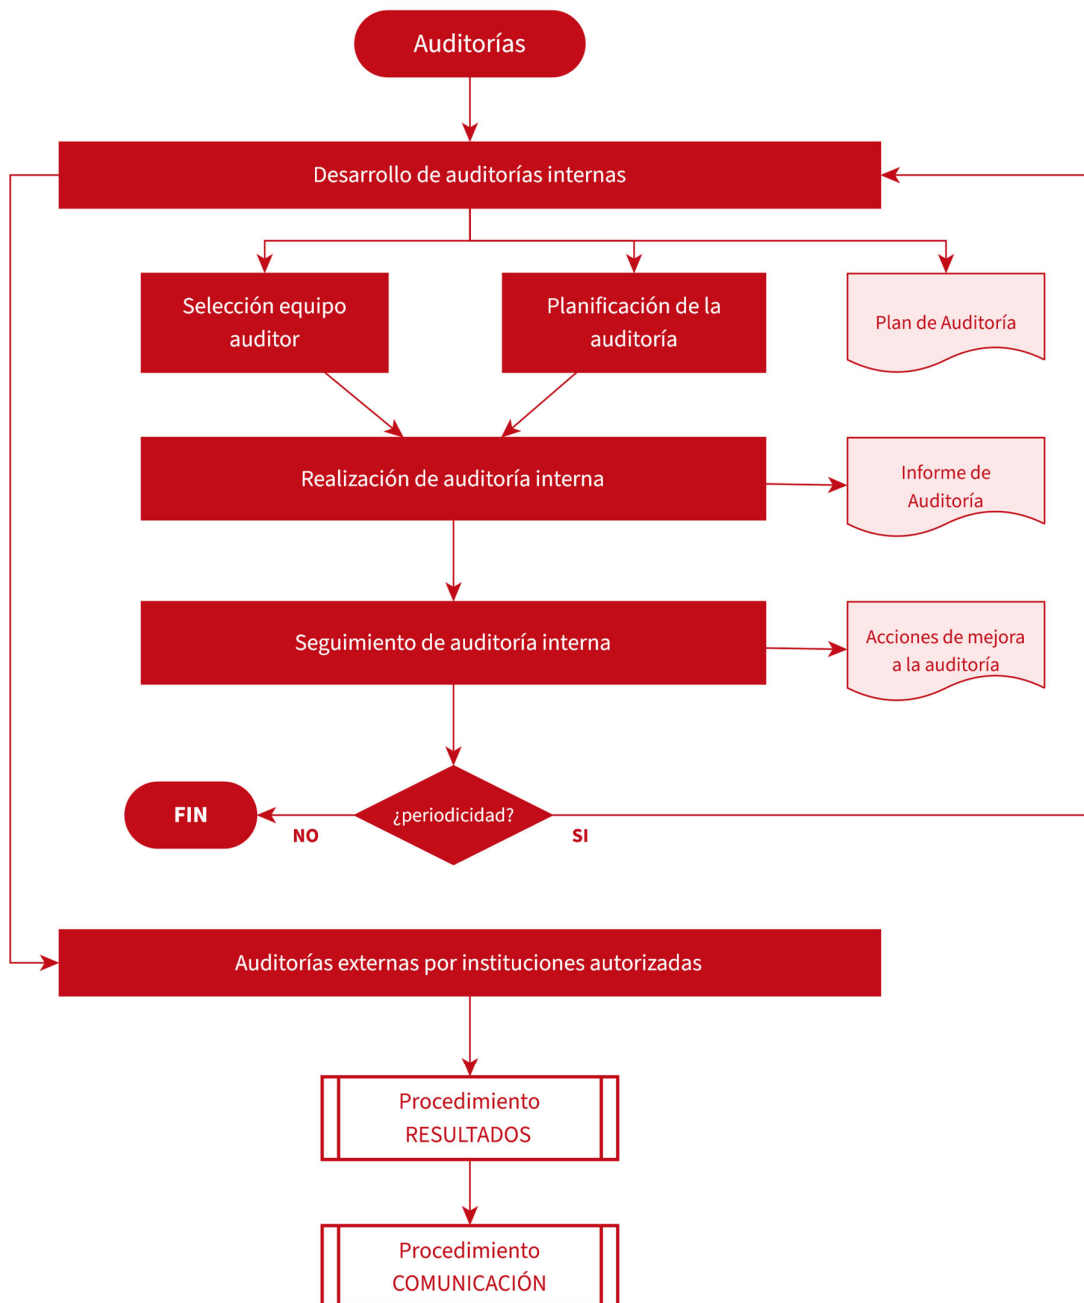 Auditorías
Desarrollo de auditorías internas
Selección equipo
auditor
Planificación de la
auditoría
Plan de Auditoría
Realización de auditoría interna
Informe de
Auditoría
Seguimiento de auditoría interna
Acciones de mejora
a la auditoría
FIN
NO
¿periodicidad?
SI
Auditorías externas por instituciones autorizadas
Procedimiento
RESULTADOS
Procedimiento
COMUNICACIÓN